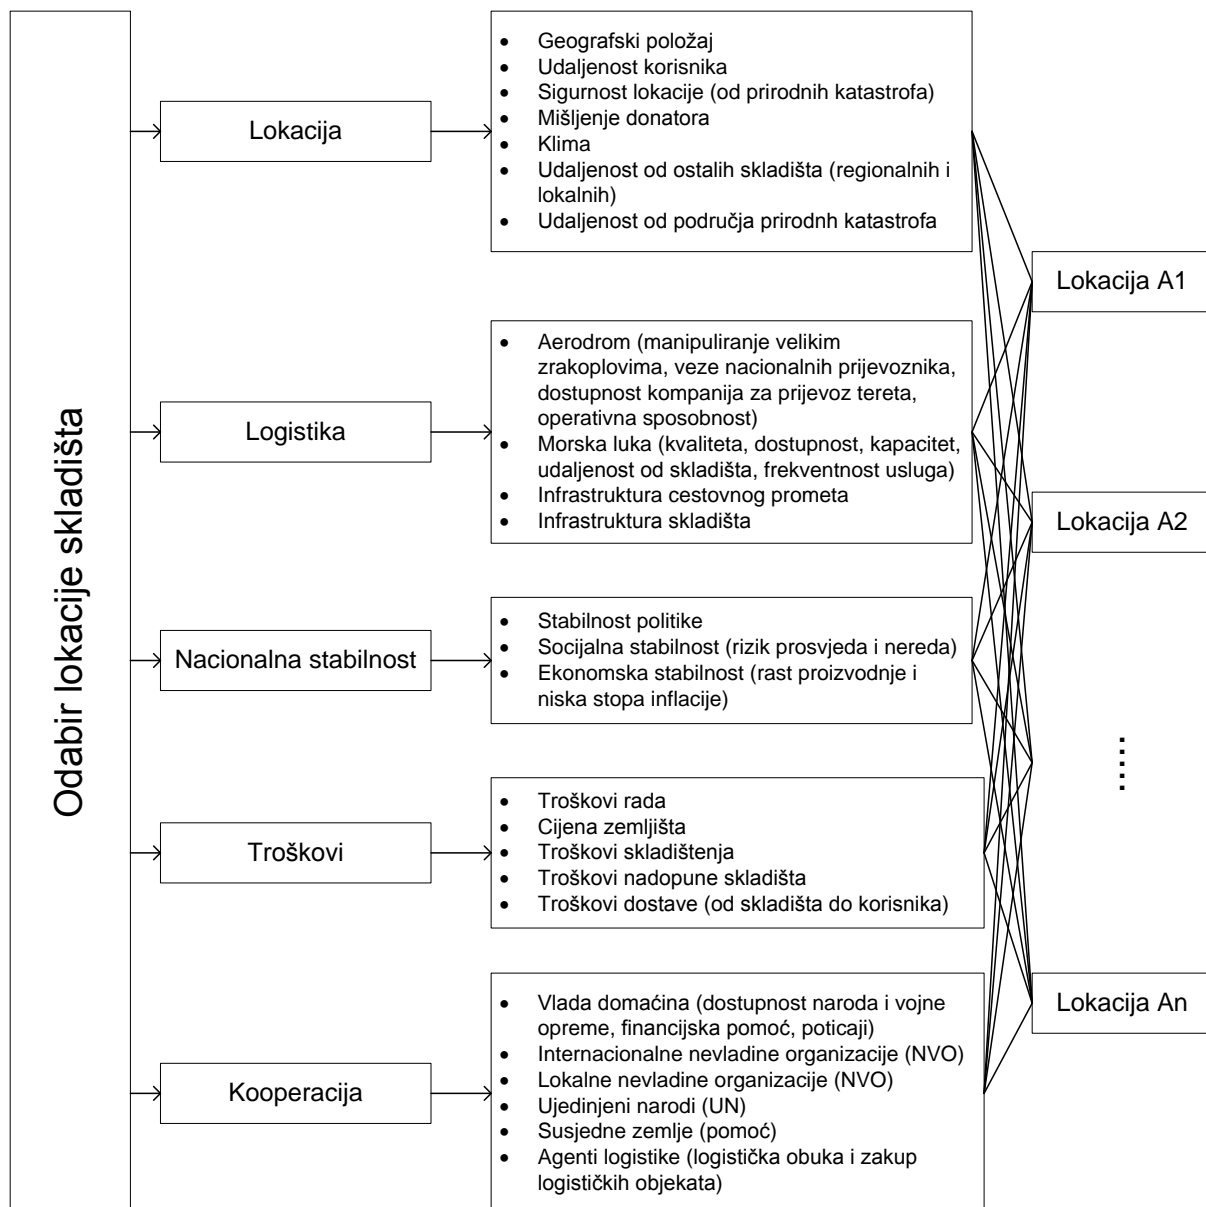 Odabir lokacije skladišta
Lokacija
• Geografski položaj
• Udaljenost korisnika
• Sigurnost lokacije (od prirodnih katastrofa)
• Mišljenje donatora
• Klima
• Udaljenost od ostalih skladišta (regionalnih i
lokalnih)
• Udaljenost od područja prirodnh katastrofa
Logistika
• Aerodrom (manipuliranje velikim
zrakoplovima, veze nacionalnih prijevoznika,
dostupnost kompanija za prijevoz tereta,
operativna sposobnost)
• Morska luka (kvaliteta, dostupnost, kapacitet,
udaljenost od skladišta, frekventnost usluga)
• Infrastruktura cestovnog prometa
• Infrastruktura skladišta
Nacionalna stabilnost
• Stabilnost politike
• Socijalna stabilnost (rizik prosvjeda i nereda)
• Ekonomska stabilnost (rast proizvodnje i
niska stopa inflacije)
Troškovi
• Troškovi rada
• Cijena zemljišta
• Troškovi skladištenja
• Troškovi nadopune skladišta
• Troškovi dostave (od skladišta do korisnika)
Kooperacija
• Vlada domaćina (dostupnost naroda i vojne
opreme, financijska pomoć, poticaji)
• Internacionalne nevladine organizacije (NVO)
• Lokalne nevladine organizacije (NVO)
• Ujedinjeni narodi (UN)
• Susjedne zemlje (pomoć)
• Agenti logistike (logistička obuka i zakup
logističkih objekata)
Lokacija A1
Lokacija A2
.....
Lokacija An